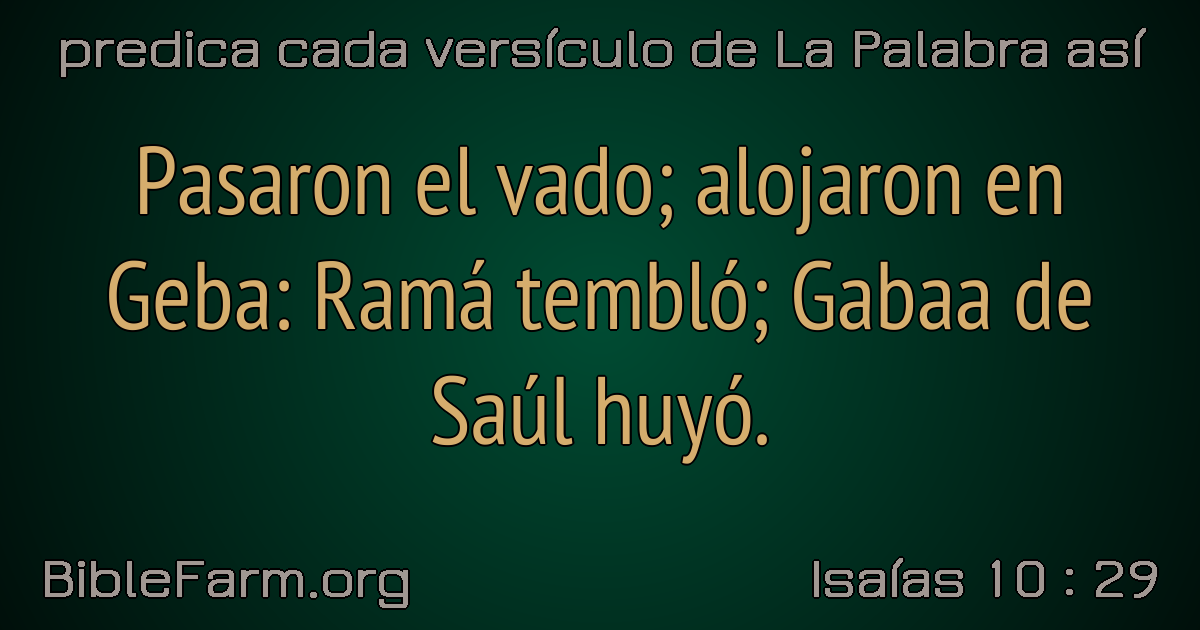 predica cada versículo de La Palabra así
Pasaron el vado; alojaron en
Geba: Ramá tembló; Gabaa de
Saúl huyó.
BibleFarm.org
Isaías 10 : 29